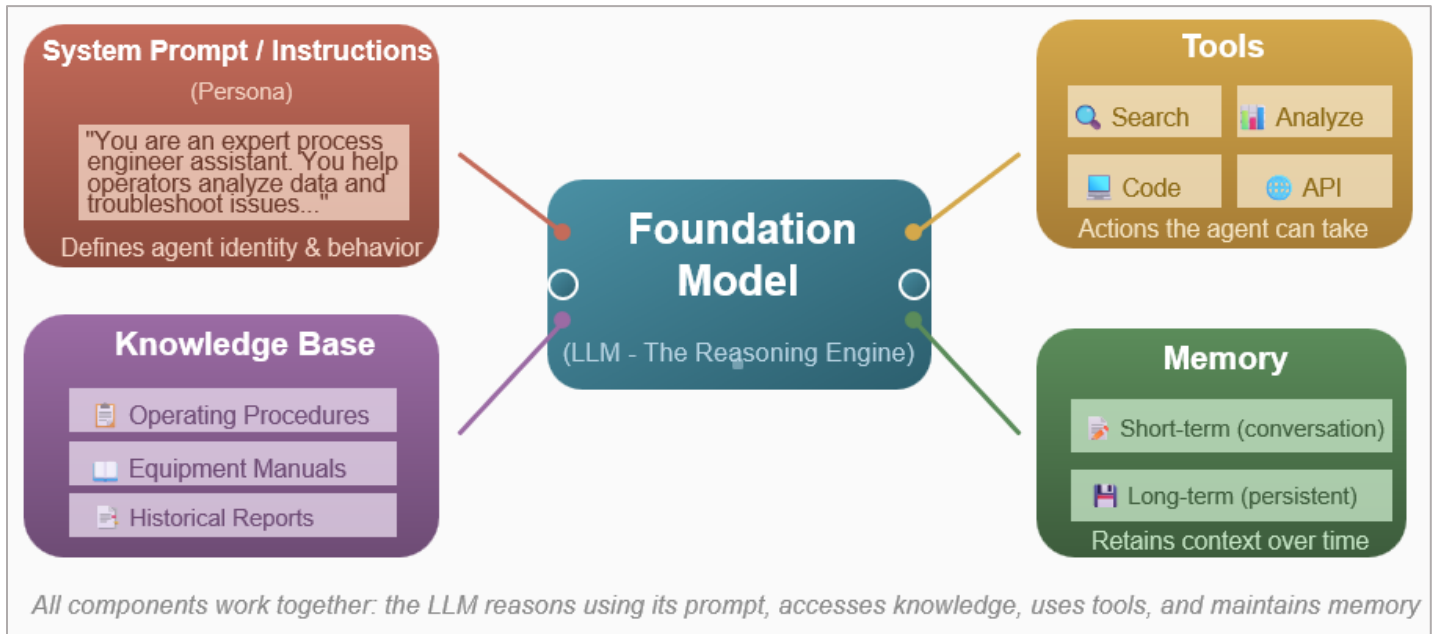 System Prompt / Instructions
(Persona)
"You are an expert process
engineer assistant. You help
operators analyze data and
troubleshoot issues..."
Defines agent identity & behavior
Knowledge Base
Operating Procedures
Equipment Manuals
Historical Reports
Foundation
Model
(LLM - The Reasoning Engine)
Tools
Search
Analyze
Code
API
Actions the agent can take
Memory
Short-term (conversation)
Long-term (persistent)
Retains context over time
All components work together: the LLM reasons using its prompt, accesses knowledge, uses tools, and maintains memory